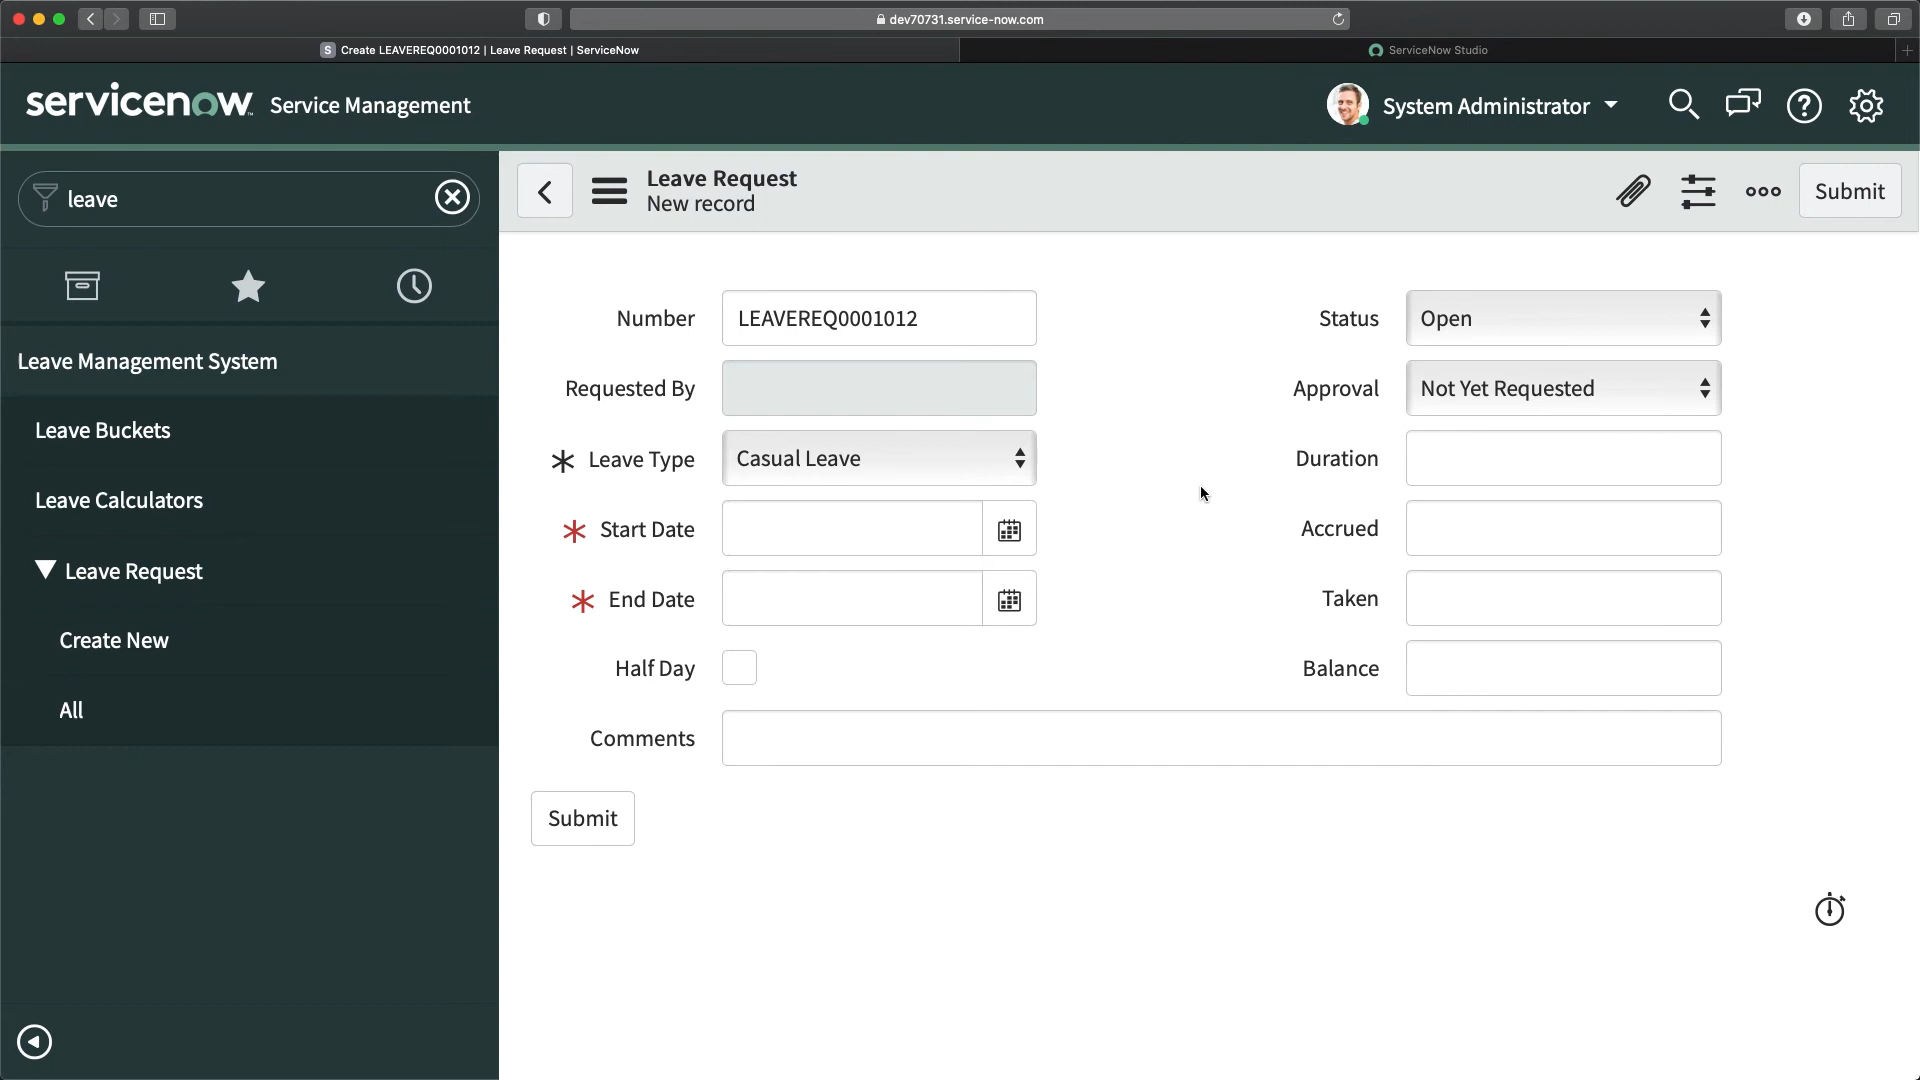 dev70731.service-now.com
S Create LEAVEREQ0001012 | Leave Request | ServiceNow
ServiceNow Studio
servicenow Service Management
System Administrator
leave
Leave Request
New record
Submit
Leave Management System
Leave Buckets
Leave Calculators
Leave Request
Create New
All
Number LEAVEREQ0001012
Status Open
Requested By
Approval Not Yet Requested
* Leave Type Casual Leave
Duration
* Start Date
Accrued
* End Date
Taken
Half Day
Balance
Comments
Submit